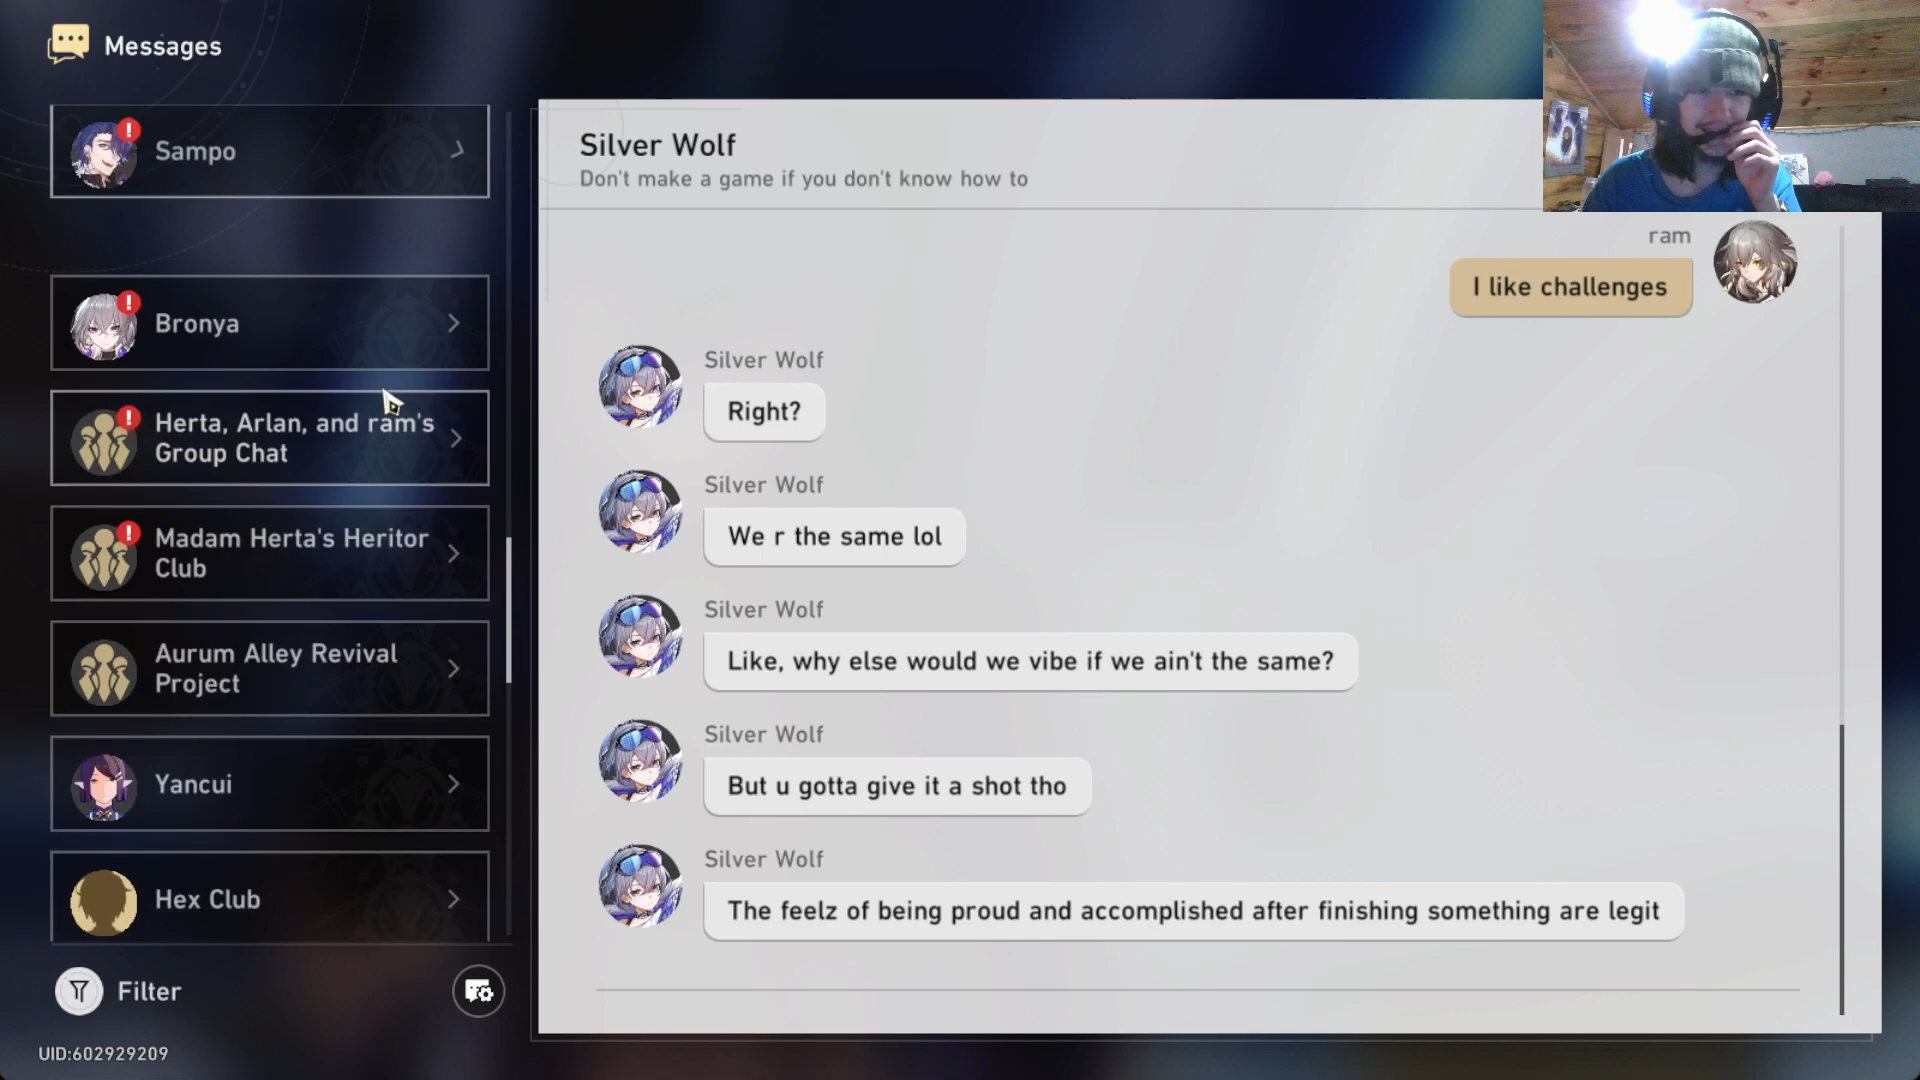 Messages
Sampo
Bronya
Herta, Arlan, and ram's
Group Chat
Madam Herta's Heritor
Club
Aurum Alley Revival
Project
Yancui
Hex Club
Filter
UID:602929209
Silver Wolf
Don't make a game if you don't know how to
ram
I like challenges
Silver Wolf
Right?
Silver Wolf
We r the same lol
Silver Wolf
Like, why else would we vibe if we ain't the same?
Silver Wolf
But u gotta give it a shot tho
Silver Wolf
The feelz of being proud and accomplished after finishing something are legit